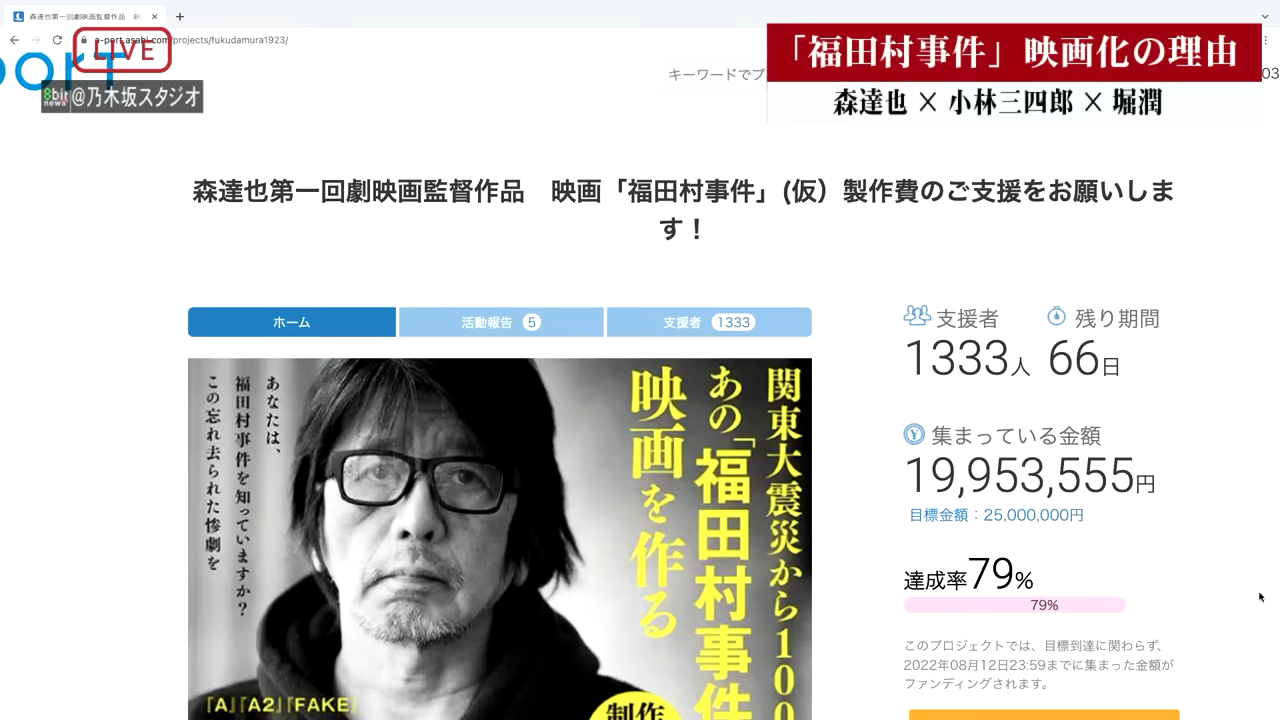 森達也第一回劇映画監督作品 映
a-port.asahi.com/projects/fukudamura1923/
LIVE
port
8bit news @乃木坂スタジオ
キーワードでプ
03
「福田村事件」映画化の理由
森達也 × 小林三四郎 × 堀潤
森達也第一回劇映画監督作品 映画「福田村事件」(仮）製作費のご支援をお願いしま
す！
ホーム
活動報告 5
支援者 1333
関東大震災から100
あの「福田村事件
映画を作る
あなたは、
福田村事件を知っていますか？
この忘れ去られた惨劇を
『A』『A2』『FAKE』
制作
支援者
1333人
残り期間
66日
集まっている金額
19,953,555円
目標金額：25,000,000円
達成率79%
79%
このプロジェクトでは、目標到達に関わらず、
2022年08月12日23:59までに集まった金額が
ファンディングされます。